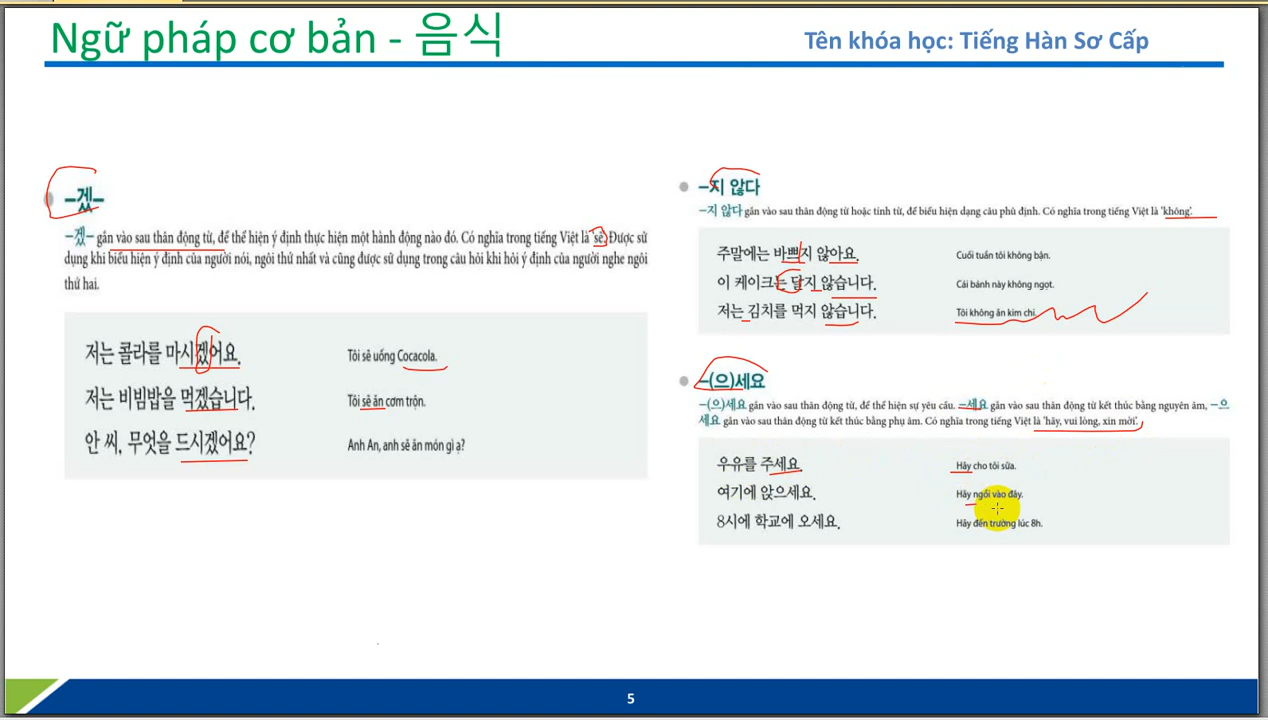 Ngữ pháp cơ bản - 음식
Tên khóa học: Tiếng Hàn Sơ Cấp
–겠–
–겠– gắn vào sau thân động từ, để thể hiện ý định thực hiện một hành động nào đó. Có nghĩa trong tiếng Việt là 'sẽ'. Được sử
dụng khi biểu hiện ý định của người nói, ngôi thứ nhất và cũng được sử dụng trong câu hỏi khi hỏi ý định của người nghe ngôi
thứ hai.
저는 콜라를 마시겠어요. Tôi sẽ uống Cocacola.
저는 비빔밥을 먹겠습니다. Tôi sẽ ăn cơm trộn.
안 씨, 무엇을 드시겠어요? Anh An, anh sẽ ăn món gì ạ?
–지 않다
–지 않다 gắn vào sau thân động từ hoặc tính từ, để biểu hiện dạng câu phủ định. Có nghĩa trong tiếng Việt là 'không'.
주말에는 바쁘지 않아요. Cuối tuần tôi không bận.
이 케이크는 달지 않습니다. Cái bánh này không ngọt.
저는 김치를 먹지 않습니다. Tôi không ăn kim chi.
–(으)세요
–(으)세요 gắn vào sau thân động từ, để thể hiện sự yêu cầu. –세요 gắn vào sau thân động từ kết thúc bằng nguyên âm, –으
세요 gắn vào sau thân động từ kết thúc bằng phụ âm. Có nghĩa trong tiếng Việt là 'hãy, vui lòng, xin mời'.
우유를 주세요. Hãy cho tôi sữa.
여기에 앉으세요. Hãy ngồi vào đây.
8시에 학교에 오세요. Hãy đến trường lúc 8h.
5